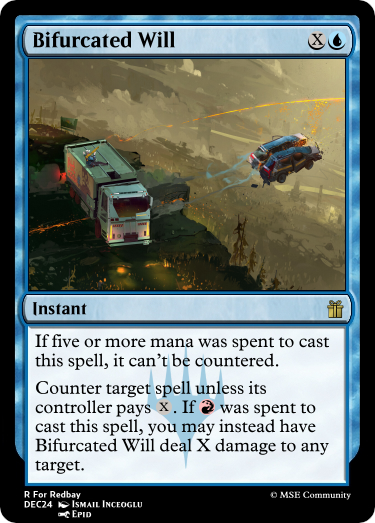 Bifurcated Will X
Instant
If five or more mana was spent to cast
this spell, it can't be countered.
Counter target spell unless its
controller pays X. If was spent to
cast this spell, you may instead have
Bifurcated Will deal X damage to any
target.
R For Redbay
DEC24 Ismail Inceoglu © MSE Community
Epid